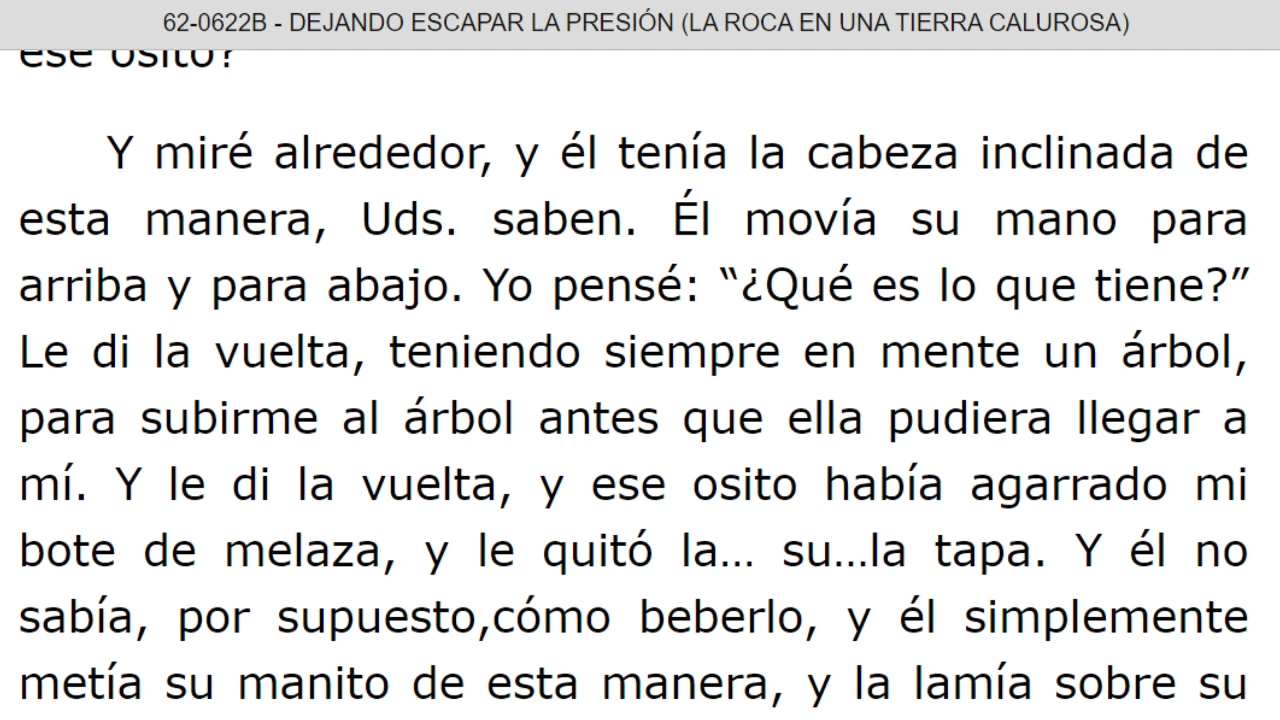 62-0622B - DEJANDO ESCAPAR LA PRESIÓN (LA ROCA EN UNA TIERRA CALUROSA)
ese osito?
Y miré alrededor, y él tenía la cabeza inclinada de
esta manera, Uds. saben. Él movía su mano para
arriba y para abajo. Yo pensé: “¿Qué es lo que tiene?”
Le di la vuelta, teniendo siempre en mente un árbol,
para subirme al árbol antes que ella pudiera llegar a
mí. Y le di la vuelta, y ese osito había agarrado mi
bote de melaza, y le quitó la… su…la tapa. Y él no
sabía, por supuesto,cómo beberlo, y él simplemente
metía su manito de esta manera, y la lamía sobre su